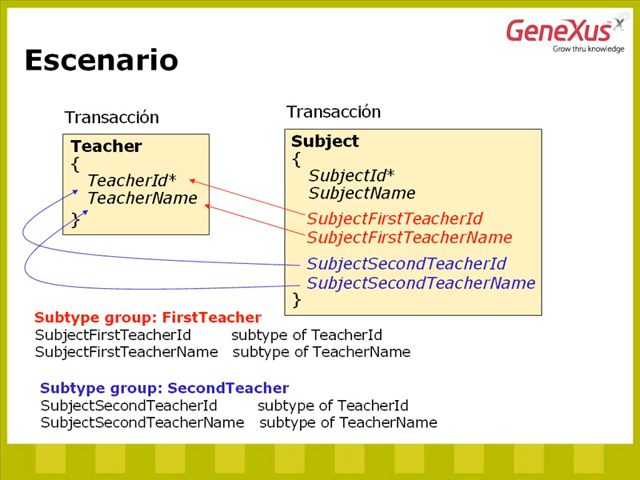 GeneXus X
Grow thru knowledge
Escenario
Transacción
Teacher
{
TeacherId*
TeacherName
}
Transacción
Subject
{
SubjectId*
SubjectName
SubjectFirstTeacherId
SubjectFirstTeacherName
SubjectSecondTeacherId
SubjectSecondTeacherName
}
Subtype group: FirstTeacher
SubjectFirstTeacherId subtype of TeacherId
SubjectFirstTeacherName subtype of TeacherName
Subtype group: SecondTeacher
SubjectSecondTeacherId subtype of TeacherId
SubjectSecondTeacherName subtype of TeacherName